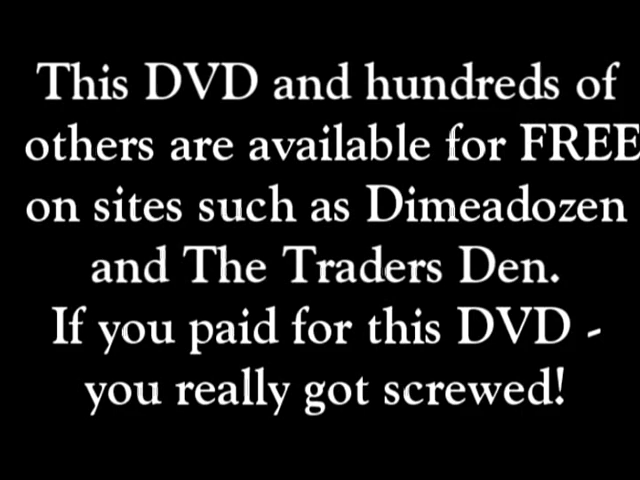 This DVD and hundreds of
others are available for FREE
on sites such as Dimeadozen
and The Traders Den.
If you paid for this DVD -
you really got screwed!